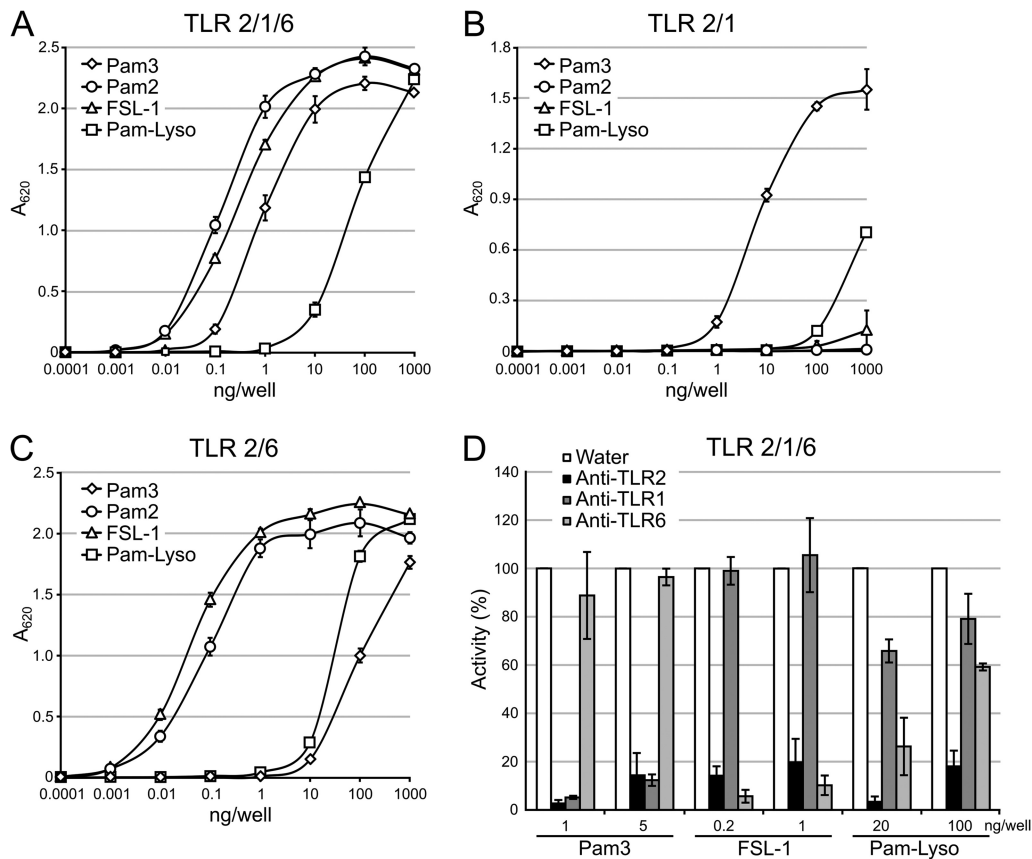 A
TLR 2/1/6
2.5
2.0
1.5
1.0
0.5
0
A620
Pam3
Pam2
FSL-1
Pam-Lyso
0.0001 0.001 0.01 0.1 1 10 100 1000
ng/well
B
TLR 2/1
1.8
1.5
1.2
0.9
0.6
0.3
0
A620
Pam3
Pam2
FSL-1
Pam-Lyso
0.0001 0.001 0.01 0.1 1 10 100 1000
ng/well
C
TLR 2/6
2.5
2.0
1.5
1.0
0.5
0
A620
Pam3
Pam2
FSL-1
Pam-Lyso
0.0001 0.001 0.01 0.1 1 10 100 1000
ng/well
D
TLR 2/1/6
Water
Anti-TLR2
Anti-TLR1
Anti-TLR6
140
120
100
80
60
40
20
0
Activity (%)
1 5 0.2 1 20 100 ng/well
Pam3 FSL-1 Pam-Lyso